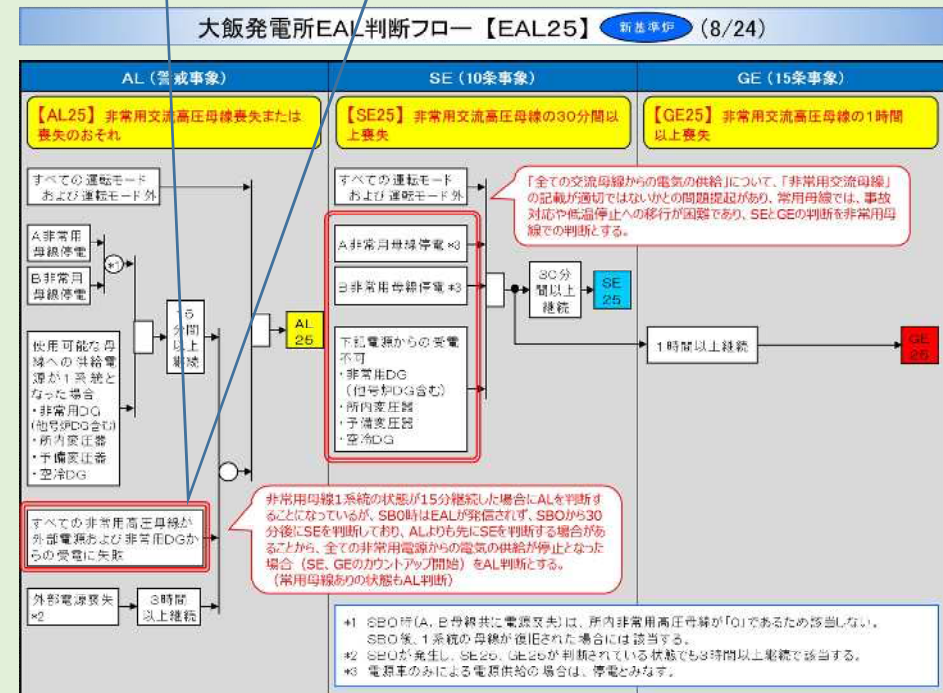 大飯発電所EAL判断フロー【EAL25】 新基準炉 (8/24)
AL(警戒事象)
【AL25】非常用交流高圧母線喪失または
喪失のおそれ
すべての運転モード
および運転モード外
A非常用
母線停電
B非常用
母線停電
*1
使用可能な母
線への供給電
源が1系統と
なった場合
・非常用DG
(他号炉DG含む)
・所内変圧器
・予備変圧器
・空冷DG
15
分間
以上
継続
すべての非常用高圧母線が
外部電源および非常用DGか
らの受電に失敗
外部電源喪失
*2
3時間
以上継続
AL
25
SE(10条事象)
【SE25】非常用交流高圧母線の30分間以
上喪失
すべての運転モード
および運転モード外
A非常用母線停電*3
B非常用母線停電*3
下記電源からの受電
不可
・非常用DG
(他号炉DG含む)
・所内変圧器
・予備変圧器
・空冷DG
30分
間以上
継続
SE
25
GE(15条事象)
【GE25】非常用交流高圧母線の1時間
以上喪失
「全ての交流母線からの電気の供給」について、「非常用交流母線」
の記載が適切ではないかとの問題提起があり、常用母線では、事故
対応や低温停止への移行が困難であり、SEとGEの判断を非常用母
線での判断とする。
1時間以上継続
GE
25
非常用母線1系統の状態が15分継続した場合にALを判断す
ることになっているが、SBO時はEALが発信されず、SBOから30
分後にSEを判断しており、ALよりも先にSEを判断する場合があ
ることから、全ての非常用電源からの電気の供給が停止となった
場合(SE、GEのカウントアップ開始)をAL判断とする。
(常用母線ありの状態もAL判断)
*1 SBO時(A、B母線共に電源喪失)は、所内非常用高圧母線が「0」であるため該当しない。
SBO後、1系統の母線が復旧された場合には該当する。
*2 SBOが発生し、SE25、GE25が判断されている状態でも3時間以上継続で該当する。
*3 電源車のみによる電源供給の場合は、停電とみなす。